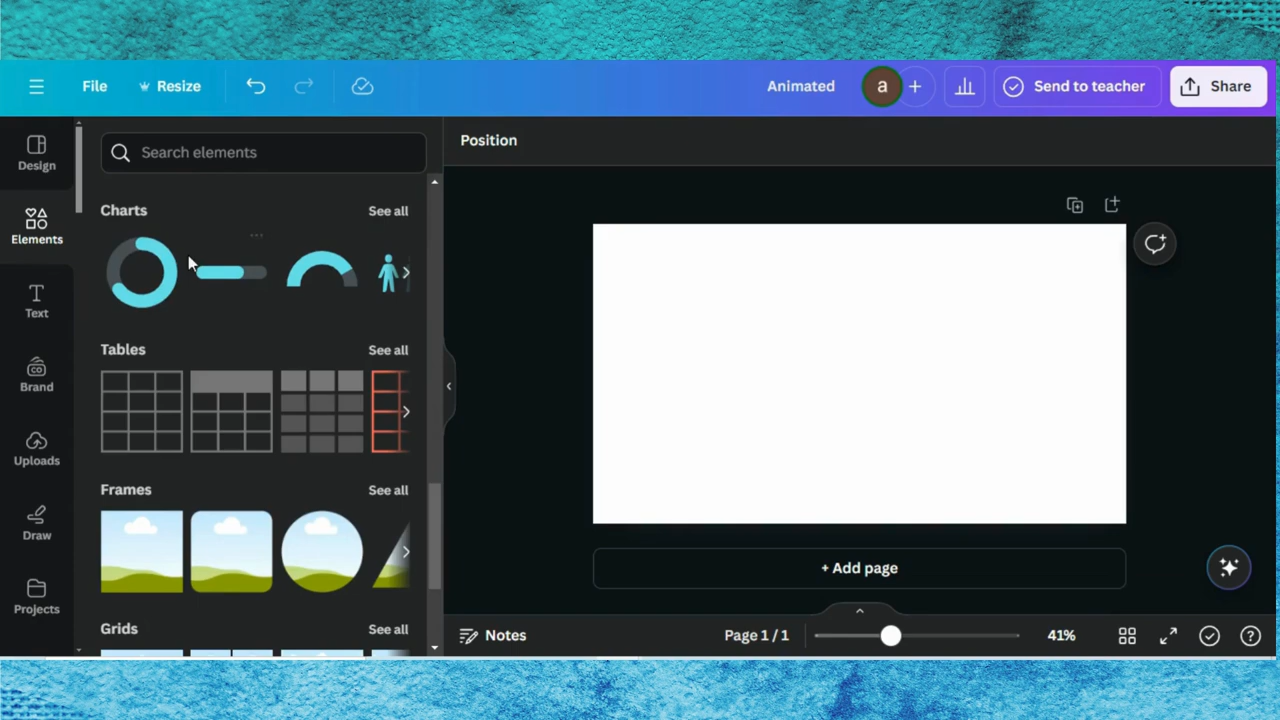 File
Resize
Animated
a
+
Send to teacher
Share
Design
Elements
Text
Brand
Uploads
Draw
Projects
Search elements
Charts
See all
Tables
See all
Frames
See all
Grids
See all
Position
+ Add page
Notes
Page 1 / 1
41%